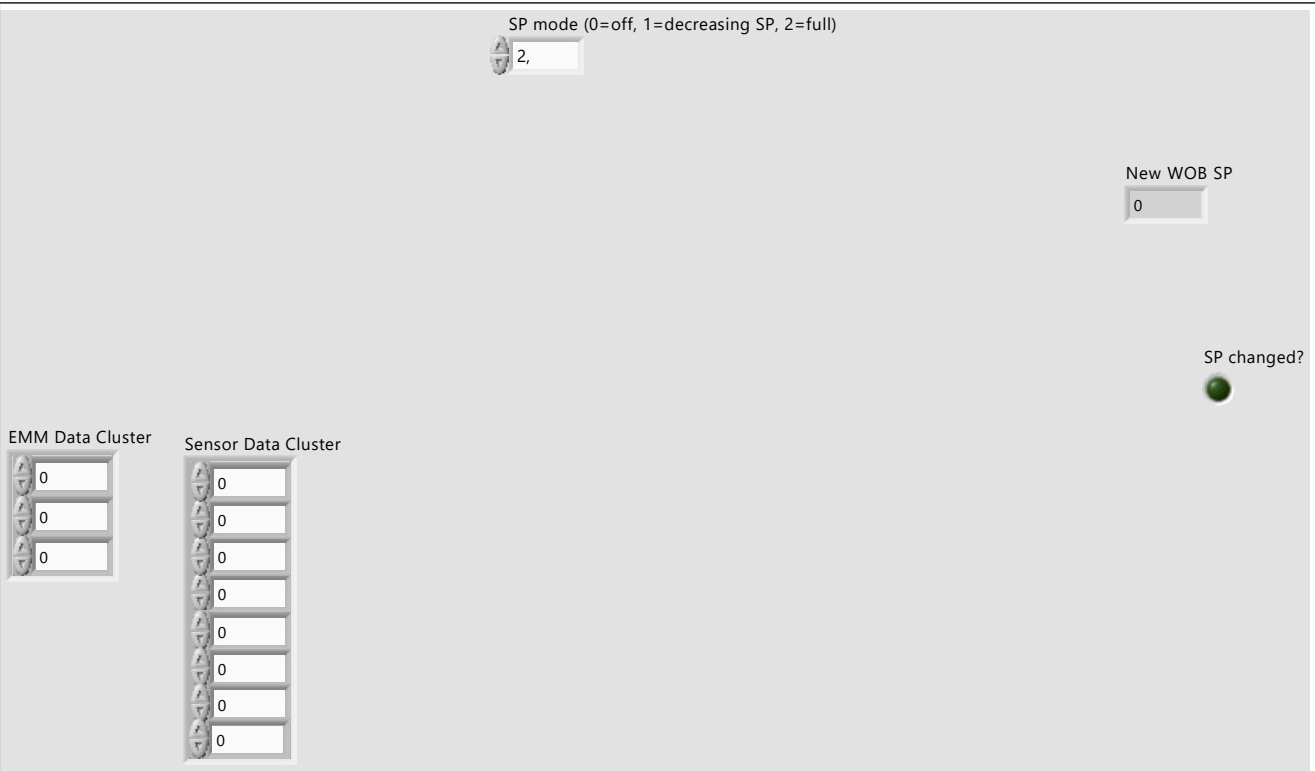 SP mode (0=off, 1=decreasing SP, 2=full)
2,
New WOB SP
0
SP changed?
EMM Data Cluster
0
0
0
Sensor Data Cluster
0
0
0
0
0
0
0
0